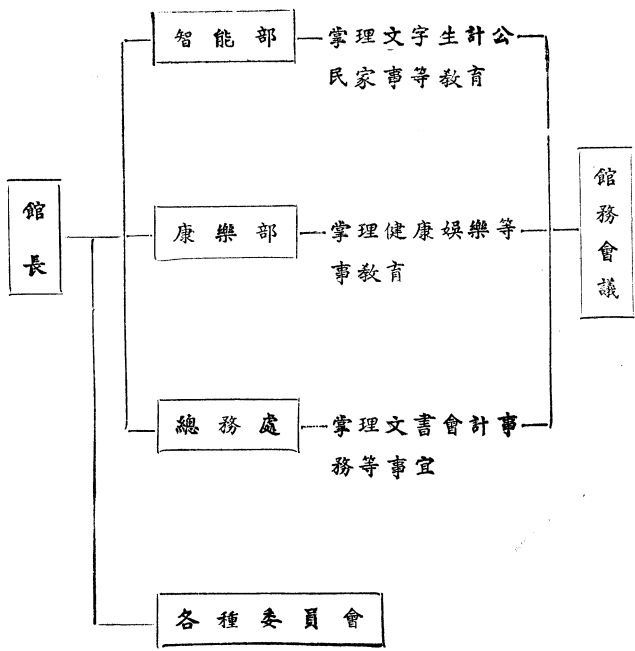 館長
智能部
掌理文字生計公
民家事等教育
康樂部
掌理健康娛樂等
事教育
總務處
掌理文書會計事
務等事宜
各種委員會
館務會議